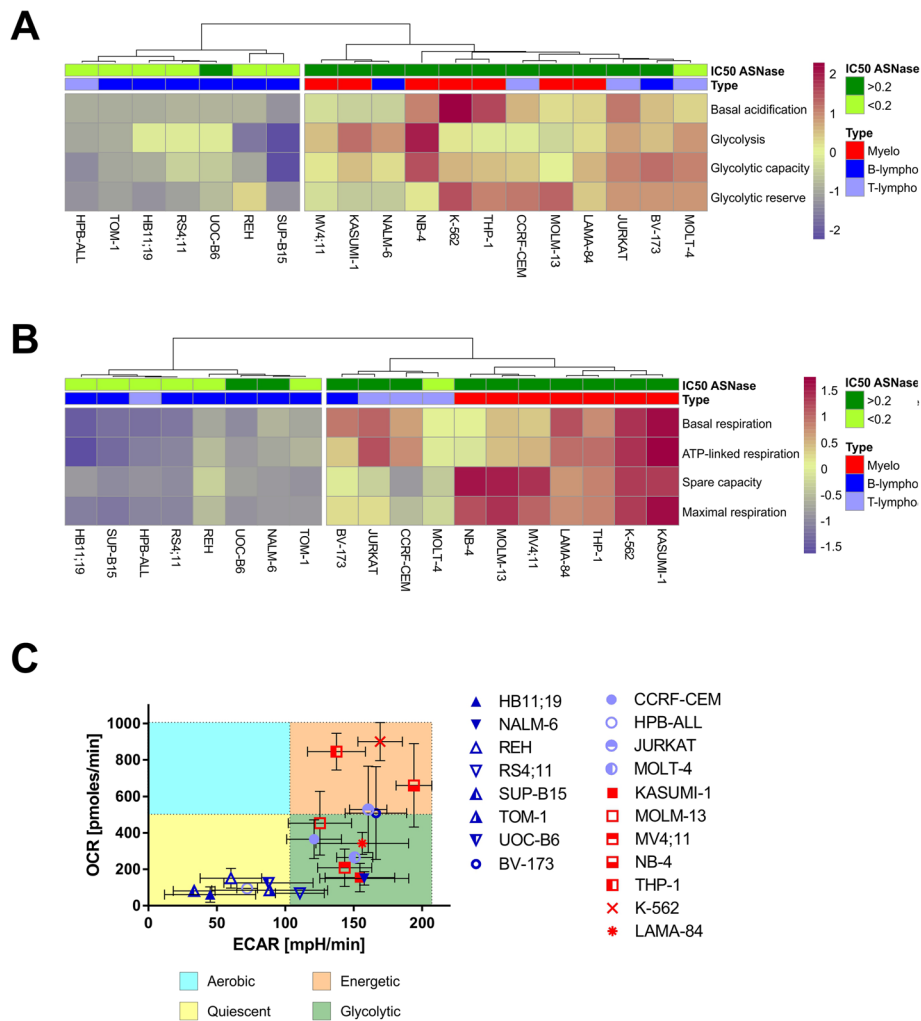 A
IC50 ASNase
Type
Basal acidification
Glycolysis
Glycolytic capacity
Glycolytic reserve
HPB-ALL
TOM-1
HB11;19
RS4;11
UOC-B6
REH
SUP-B15
MV4;11
KASUMI-1
NALM-6
NB-4
K-562
THP-1
CCRF-CEM
MOLM-13
LAMA-84
JURKAT
BV-173
MOLT-4
2
1
0
-1
-2
IC50 ASNase
>0.2
<0.2
Type
Myelo
B-lympho
T-lympho
B
IC50 ASNase
Type
Basal respiration
ATP-linked respiration
Spare capacity
Maximal respiration
HB11;19
SUP-B15
HPB-ALL
RS4;11
REH
UOC-B6
NALM-6
TOM-1
BV-173
JURKAT
CCRF-CEM
MOLT-4
NB-4
MOLM-13
MV4;11
LAMA-84
THP-1
K-562
KASUMI-1
1.5
1
0.5
0
-0.5
-1
-1.5
IC50 ASNase
>0.2 ,
<0.2
Type
Myelo
B-lympho
T-lympho
C
OCR [pmoles/min]
1000
800
600
400
200
0
0 50 100 150 200
ECAR [mpH/min]
Aerobic
Energetic
Quiescent
Glycolytic
HB11;19
NALM-6
REH
RS4;11
SUP-B15
TOM-1
UOC-B6
BV-173
CCRF-CEM
HPB-ALL
JURKAT
MOLT-4
KASUMI-1
MOLM-13
MV4;11
NB-4
THP-1
K-562
LAMA-84